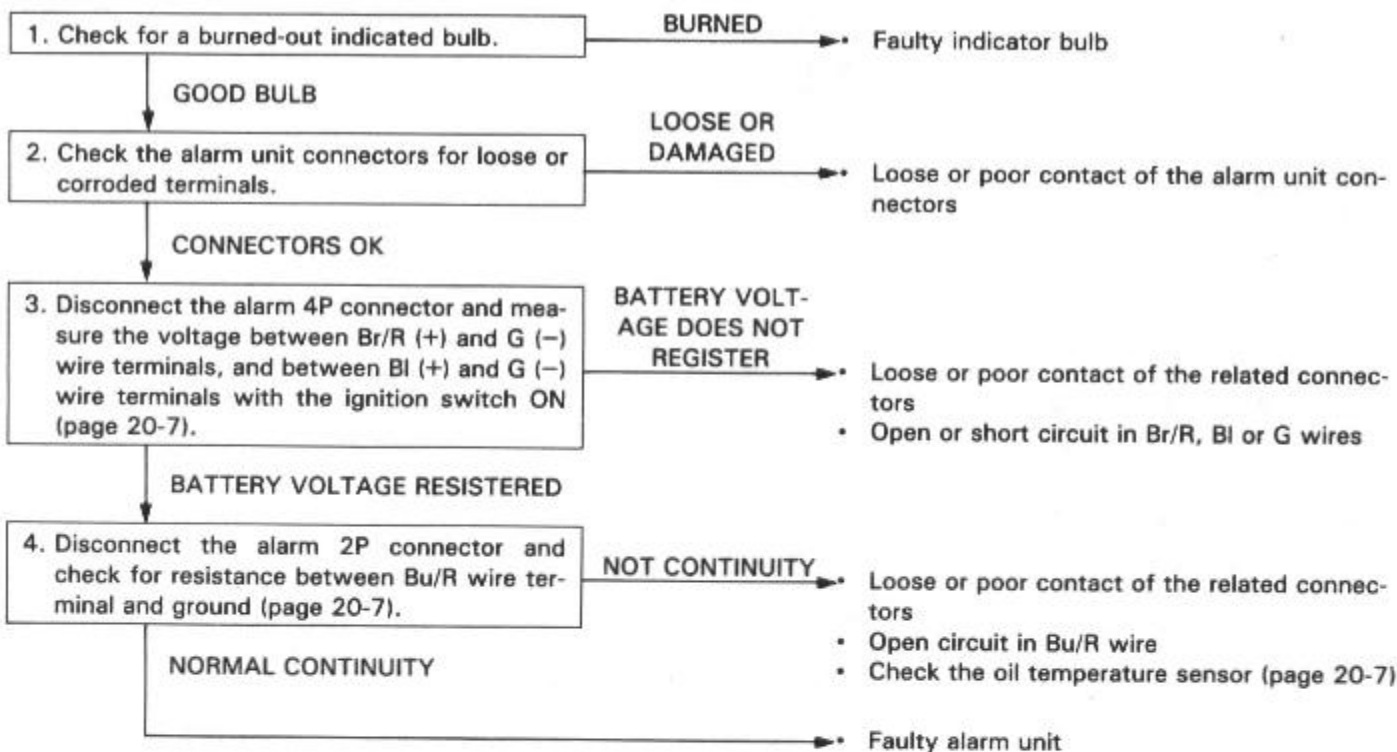 1. Check for a burned-out indicated bulb.
BURNED
• Faulty indicator bulb
GOOD BULB
2. Check the alarm unit connectors for loose or
corroded terminals.
LOOSE OR
DAMAGED
• Loose or poor contact of the alarm unit con-
nectors
CONNECTORS OK
3. Disconnect the alarm 4P connector and mea-
sure the voltage between Br/R (+) and G (−)
wire terminals, and between Bl (+) and G (−)
wire terminals with the ignition switch ON
(page 20-7).
BATTERY VOLT-
AGE DOES NOT
REGISTER
• Loose or poor contact of the related connec-
tors
• Open or short circuit in Br/R, Bl or G wires
BATTERY VOLTAGE RESISTERED
4. Disconnect the alarm 2P connector and
check for resistance between Bu/R wire ter-
minal and ground (page 20-7).
NOT CONTINUITY
• Loose or poor contact of the related connec-
tors
• Open circuit in Bu/R wire
• Check the oil temperature sensor (page 20-7)
NORMAL CONTINUITY
• Faulty alarm unit